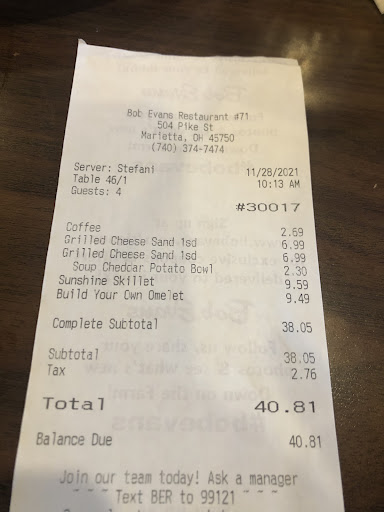 Bob Evans Restaurant #71
504 Pike St
Marietta, OH 45750
(740) 374-7474
Server: Stefani 11/28/2021
Table 46/1 10:13 AM
Guests: 4
#30017
Coffee 2.69
Grilled Cheese Sand 1sd 6.99
Grilled Cheese Sand 1sd 6.99
Soup Chedcar Potato Bowl 2.30
Sunshine Skillet 9.59
Build Your Own Omelet 9.49
Complete Subtotal 38.05
Subtotal 38.05
Tax 2.76
Total 40.81
Balance Due 40.81
Join our team today! Ask a manager
~ ~ ~ Text BER to 99121 ~ ~ ~